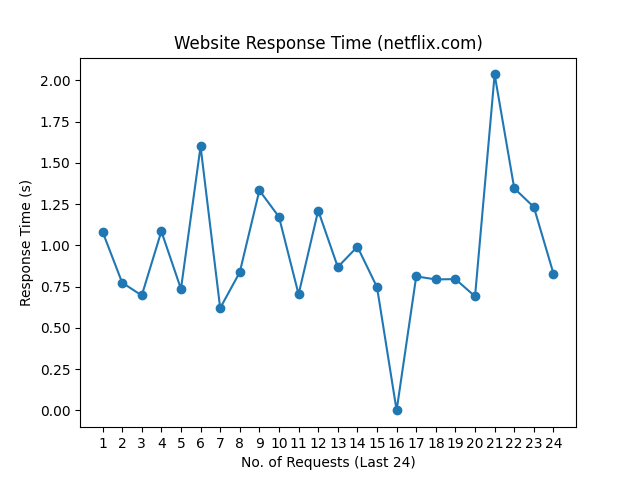 Website Response Time (netflix.com)
Response Time (s)
2.00
1.75
1.50
1.25
1.00
0.75
0.50
0.25
0.00
1 2 3 4 5 6 7 8 9 10 11 12 13 14 15 16 17 18 19 20 21 22 23 24
No. of Requests (Last 24)